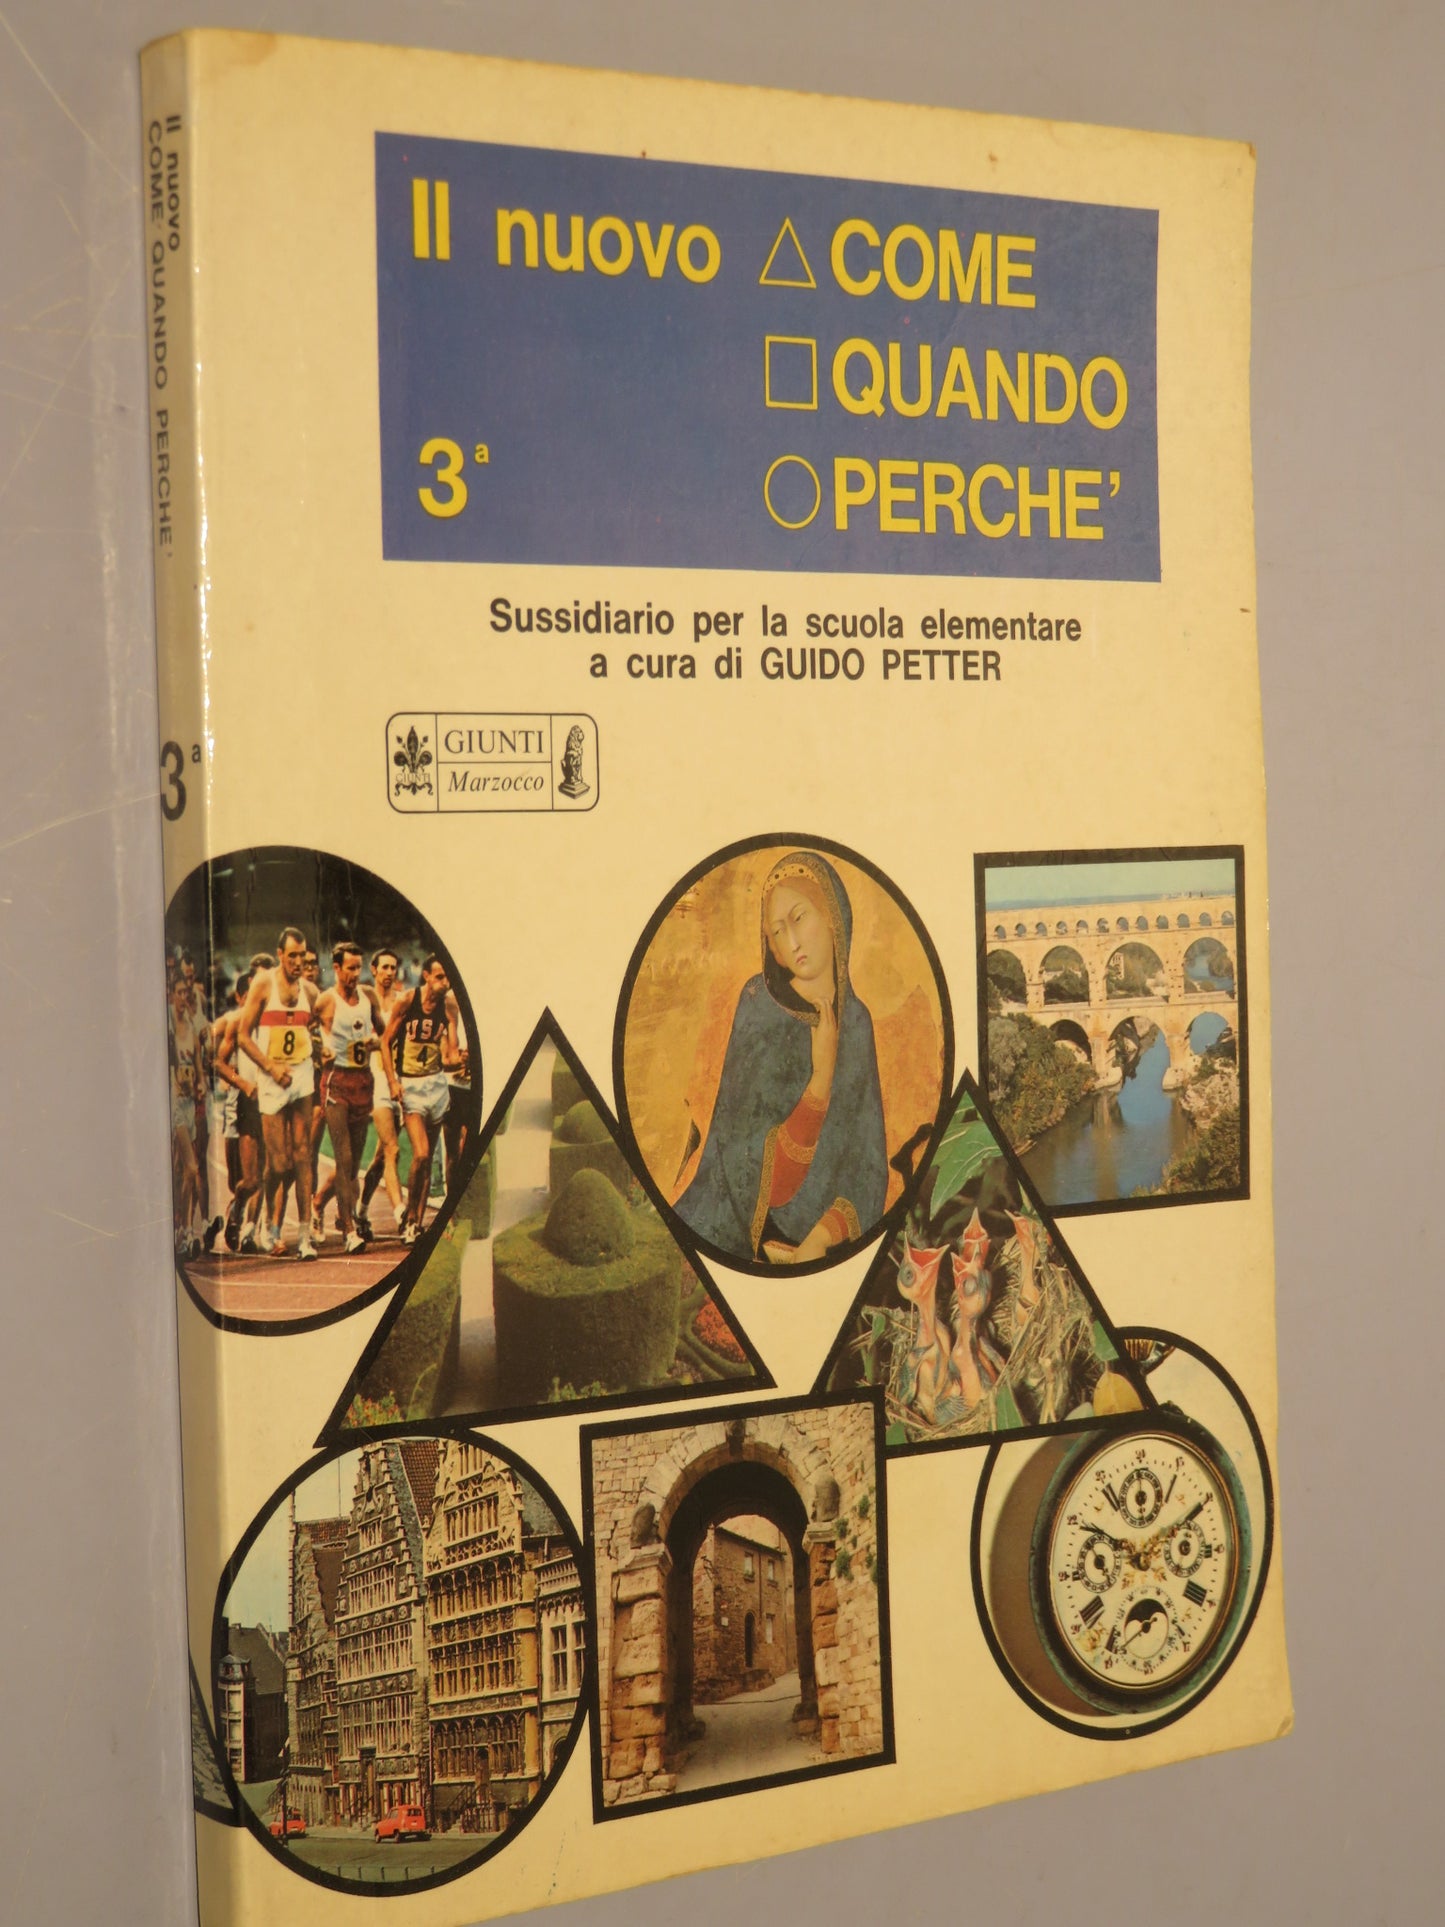 Il nuovo
COME QUANDO PERCHE'
3ª
Il nuovo △ COME
□ QUANDO
3ª ○ PERCHE'
Sussidiario per la scuola elementare
a cura di GUIDO PETTER
GIUNTI
GIUNTI
Marzocco
8
6
USA
4